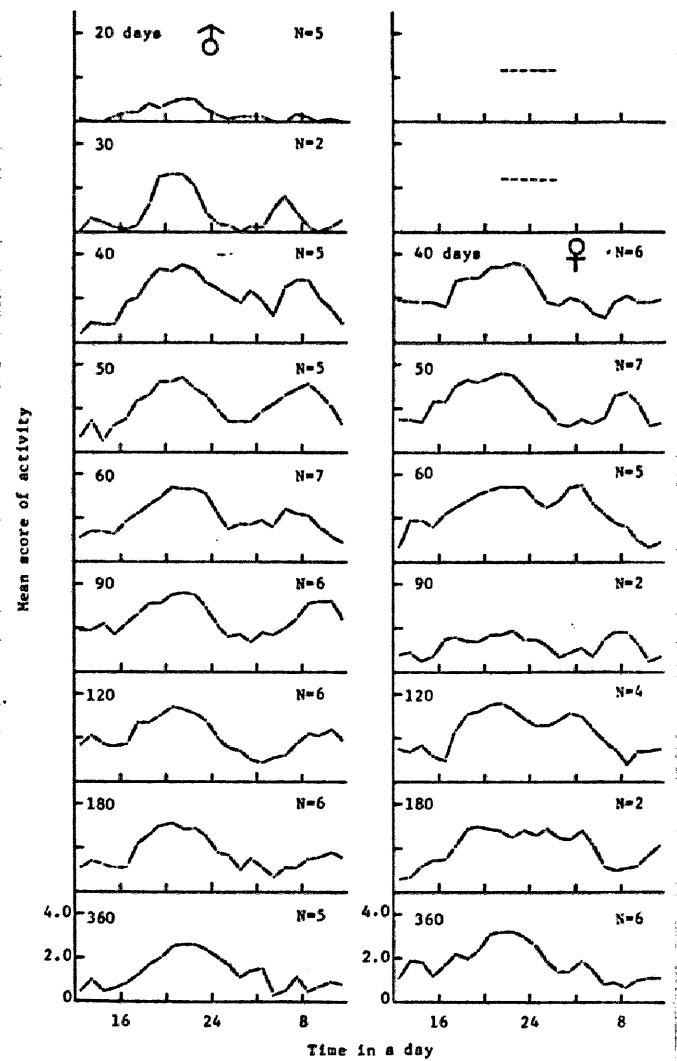 20 days ♂ N=5
30 N=2
40 N=5
40 days ♀ N=6
50 N=5
50 N=7
60 N=7
60 N=5
90 N=6
90 N=2
120 N=6
120 N=4
180 N=6
180 N=2
4.0 360 N=5
4.0 360 N=6
2.0
2.0
0
0
16 24 8
16 24 8
Time in a day
Mean score of activity